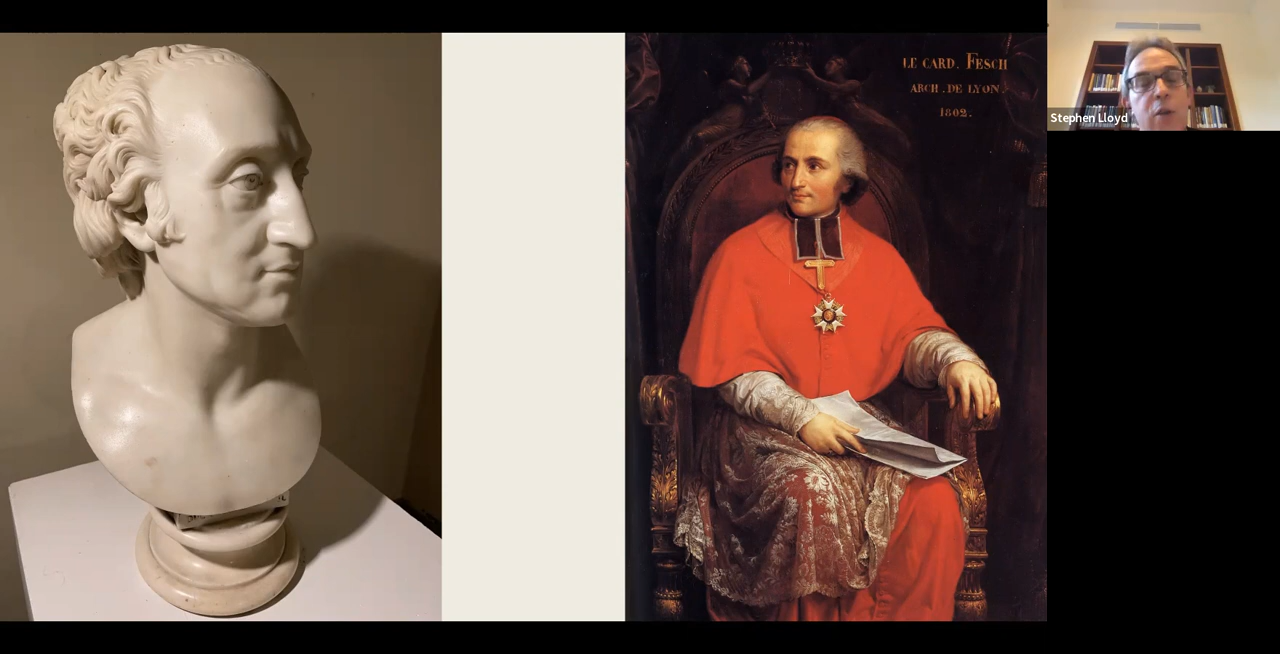 LE CARD. FESCH
ARCH. DE LYON.
1802.
Stephen Lloyd